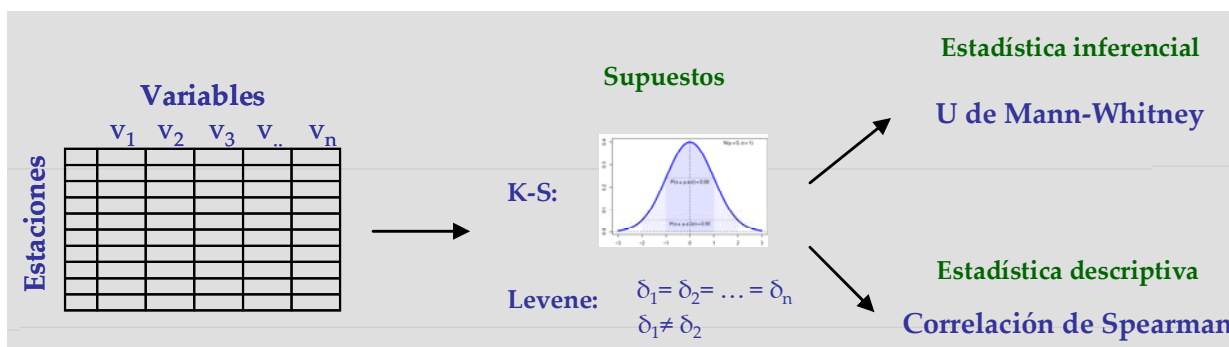 Variables
v1 v2 v3 v.. vn
Estaciones
Supuestos
K-S:
Levene:
δ1= δ2= … = δn
δ1≠ δ2
Estadística inferencial
U de Mann-Whitney
Estadística descriptiva
Correlación de Spearman